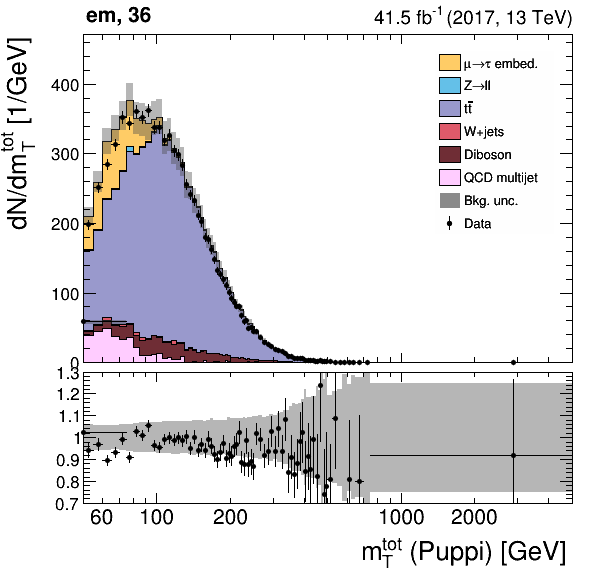 em, 36
41.5 fb⁻¹ (2017, 13 TeV)
dN/dm_T^tot [1/GeV]
400
300
200
100
0
μ→τ embed.
Z→ll
tt̄
W+jets
Diboson
QCD multijet
Bkg. unc.
Data
1.3
1.2
1.1
1
0.9
0.8
0.7
60 100 200 1000 2000
m_T^tot (Puppi) [GeV]